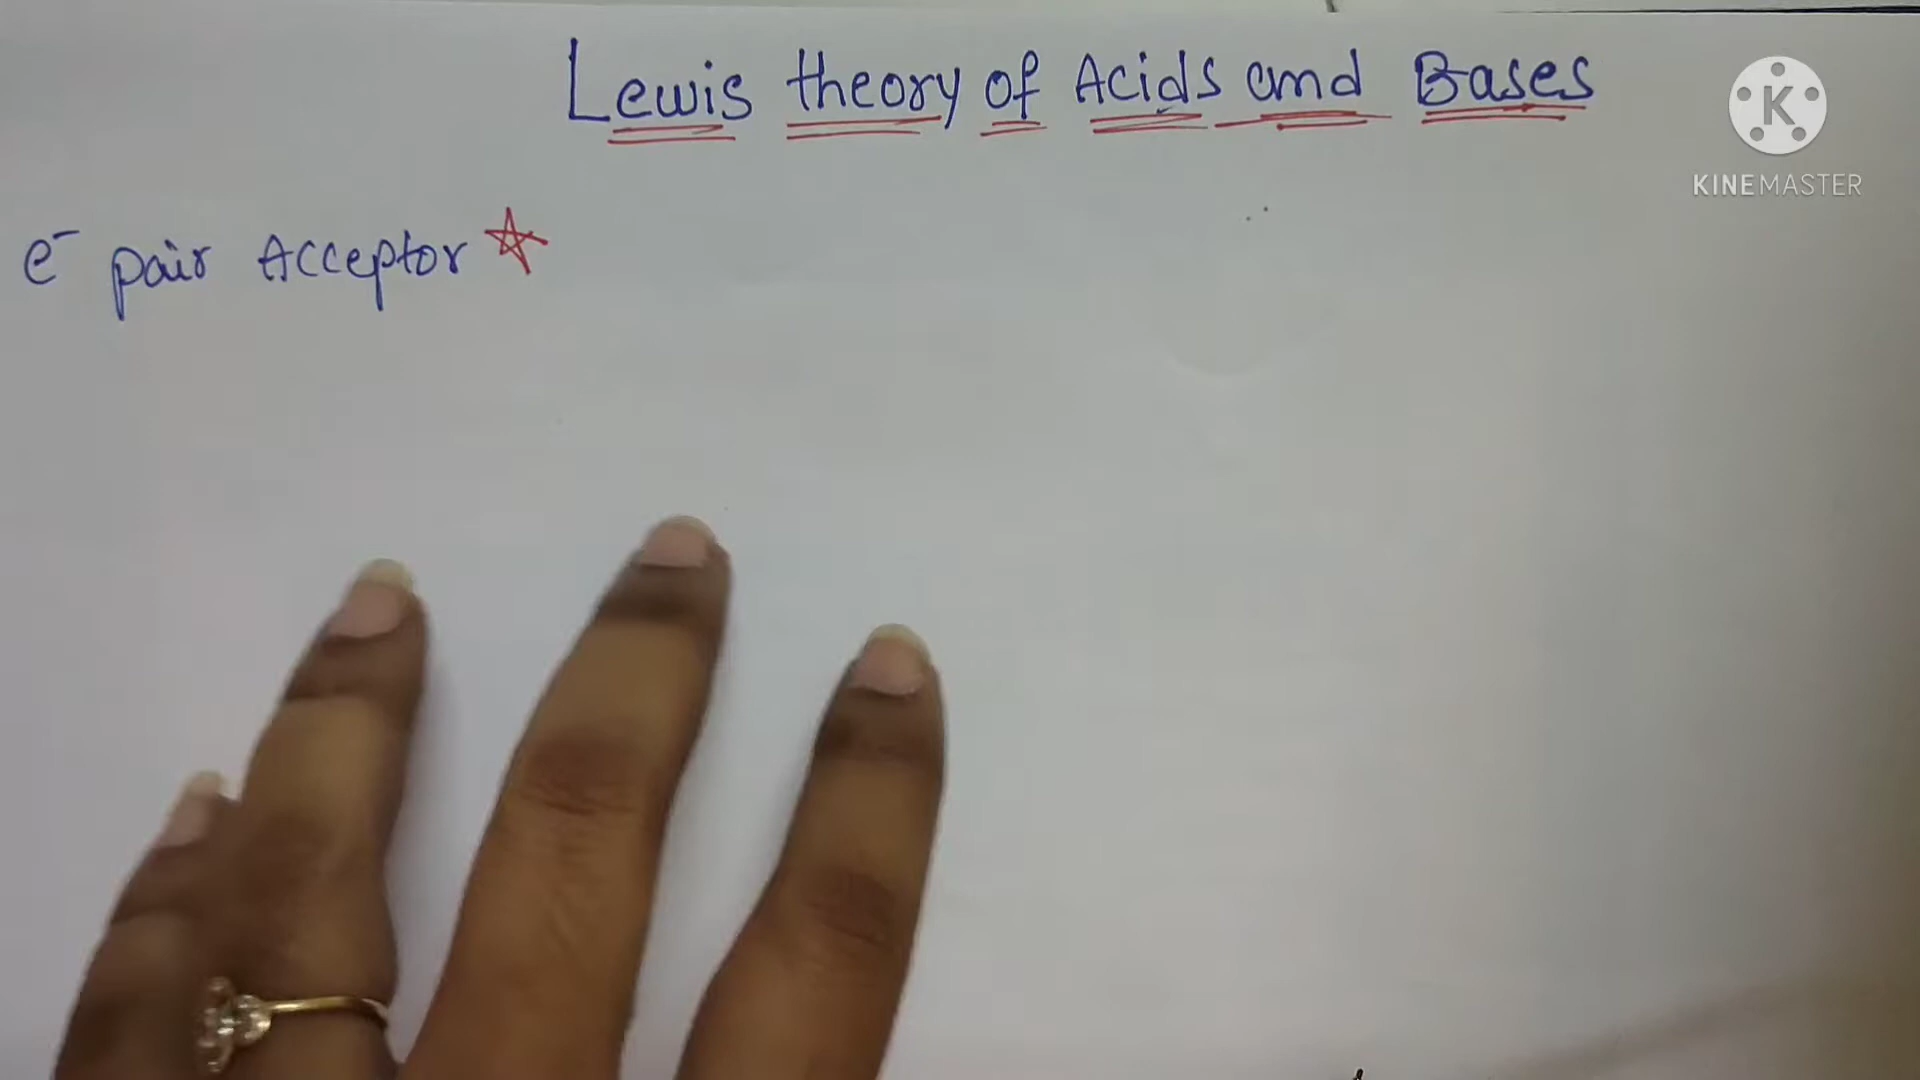 Lewis theory of Acids and Bases
K
KINEMASTER
e⁻ pair Acceptor ☆